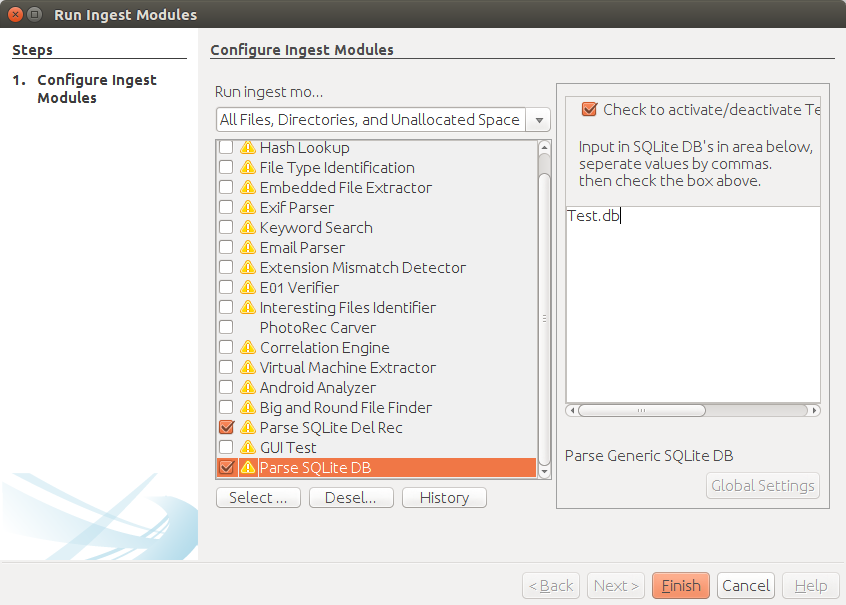 Run Ingest Modules
Steps
1. Configure Ingest
Modules
Configure Ingest Modules
Run ingest mo...
All Files, Directories, and Unallocated Space
Hash Lookup
File Type Identification
Embedded File Extractor
Exif Parser
Keyword Search
Email Parser
Extension Mismatch Detector
E01 Verifier
Interesting Files Identifier
PhotoRec Carver
Correlation Engine
Virtual Machine Extractor
Android Analyzer
Big and Round File Finder
Parse SQLite Del Rec
GUI Test
Parse SQLite DB
Select ...
Desel...
History
Check to activate/deactivate Te
Input in SQLite DB's in area below,
seperate values by commas.
then check the box above.
Test.db
Parse Generic SQLite DB
Global Settings
< Back
Next >
Finish
Cancel
Help